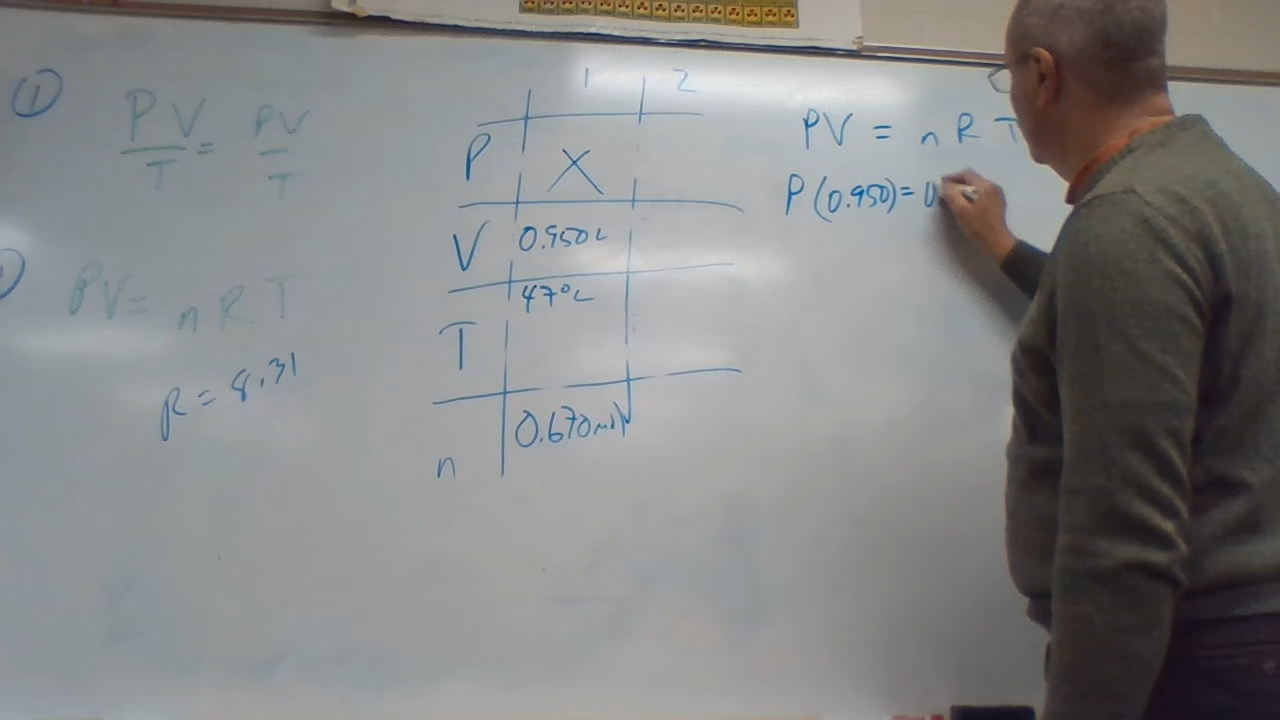 ①
PV/T = PV/T
PV = nRT
R = 8.31
1 2
P X
V 0.950L
T 47°C
n 0.670mol
PV = nRT
P(0.950) = 0